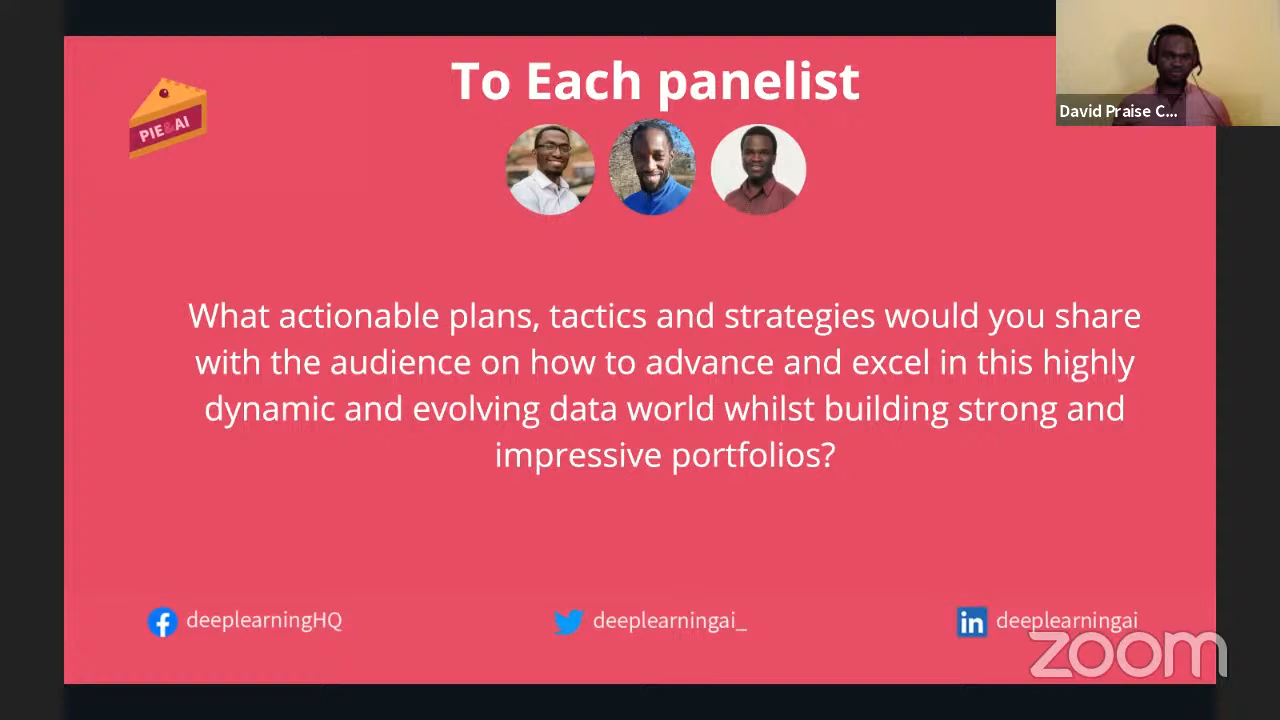 To Each panelist
PIE&AI
David Praise C...
What actionable plans, tactics and strategies would you share
with the audience on how to advance and excel in this highly
dynamic and evolving data world whilst building strong and
impressive portfolios?
deeplearningHQ
deeplearningai_
in deeplearningai
zoom